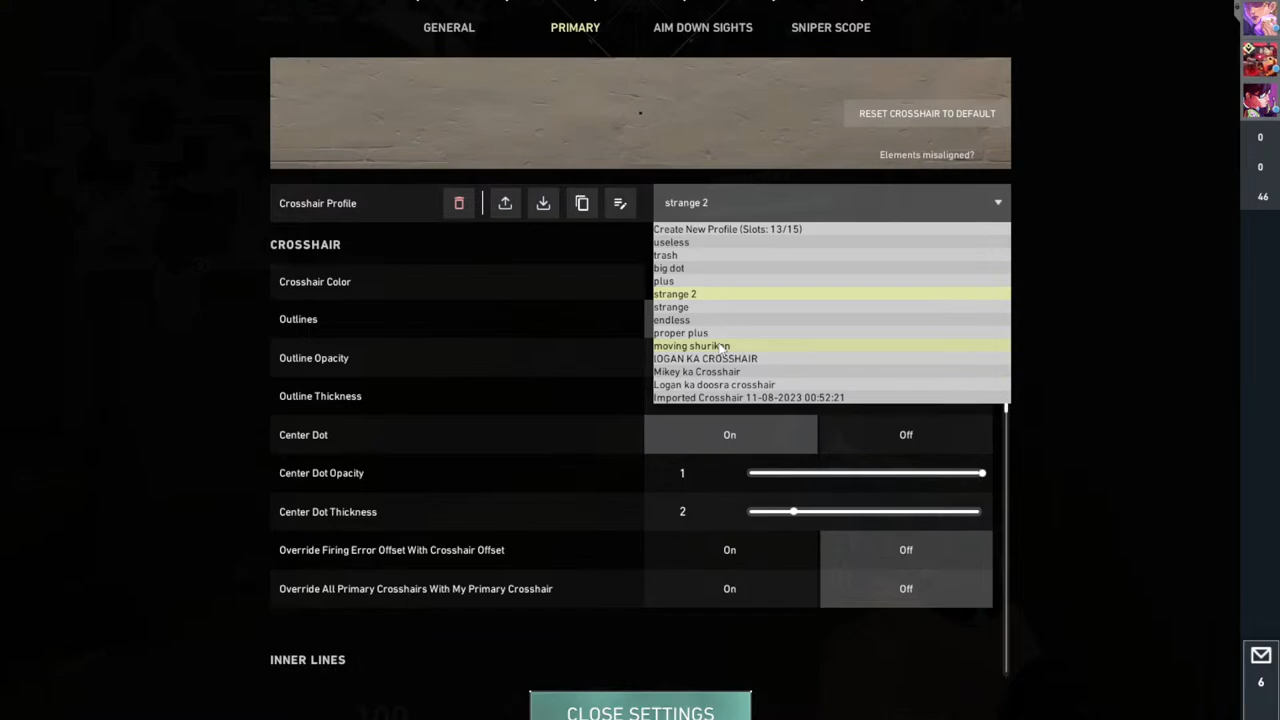 GENERAL PRIMARY AIM DOWN SIGHTS SNIPER SCOPE
RESET CROSSHAIR TO DEFAULT
Elements misaligned?
Crosshair Profile strange 2
Create New Profile (Slots: 13/15)
useless
trash
big dot
plus
strange 2
strange
endless
proper plus
moving shuriken
lOGAN KA CROSSHAIR
Mikey ka Crosshair
Logan ka doosra crosshair
Imported Crosshair 11-08-2023 00:52:21
CROSSHAIR
Crosshair Color
Outlines
Outline Opacity
Outline Thickness
Center Dot On Off
Center Dot Opacity 1
Center Dot Thickness 2
Override Firing Error Offset With Crosshair Offset On Off
Override All Primary Crosshairs With My Primary Crosshair On Off
INNER LINES
CLOSE SETTINGS
0
0
46
6